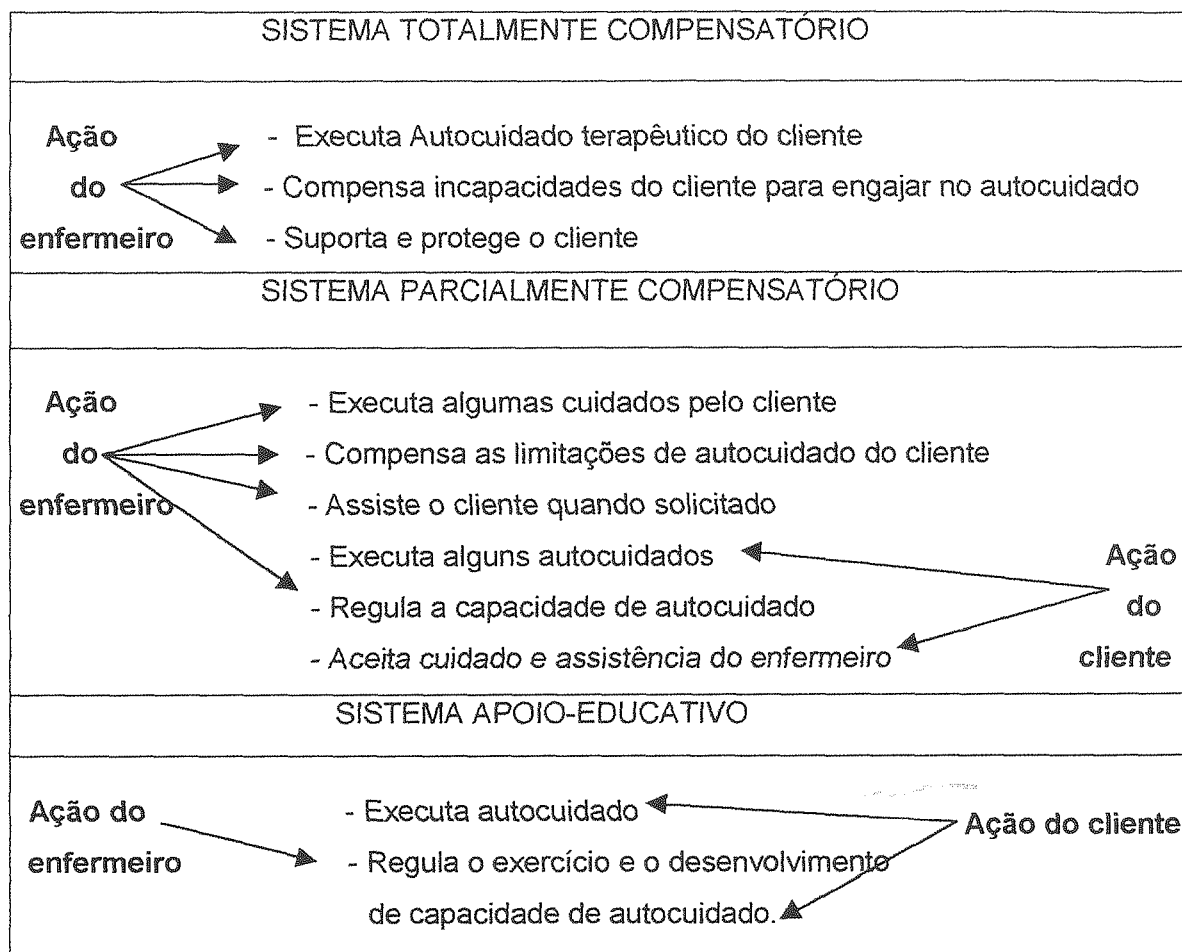 SISTEMA TOTALMENTE COMPENSATÓRIO
Ação
do
enfermeiro
- Executa Autocuidado terapêutico do cliente
- Compensa incapacidades do cliente para engajar no autocuidado
- Suporta e protege o cliente
SISTEMA PARCIALMENTE COMPENSATÓRIO
Ação
do
enfermeiro
- Executa algumas cuidados pelo cliente
- Compensa as limitações de autocuidado do cliente
- Assiste o cliente quando solicitado
- Executa alguns autocuidados
- Regula a capacidade de autocuidado
- Aceita cuidado e assistência do enfermeiro
Ação
do
cliente
SISTEMA APOIO-EDUCATIVO
Ação do
enfermeiro
- Executa autocuidado
- Regula o exercício e o desenvolvimento
de capacidade de autocuidado.
Ação do cliente